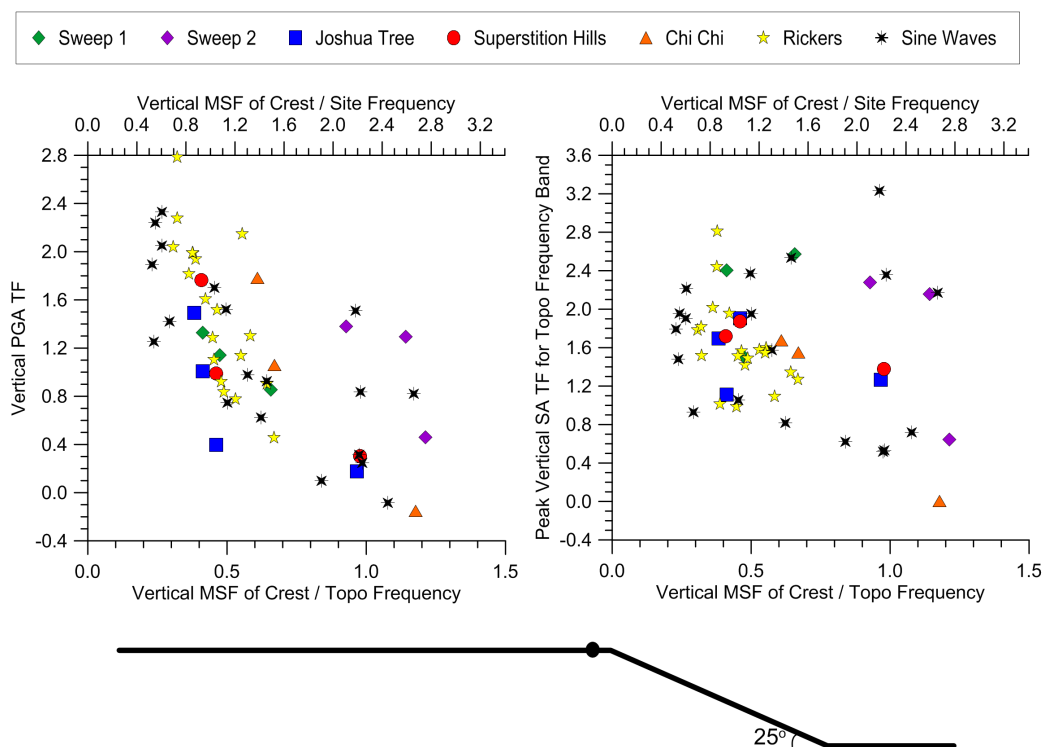 Sweep 1 Sweep 2 Joshua Tree Superstition Hills Chi Chi Rickers Sine Waves
Vertical MSF of Crest / Site Frequency
0.0 0.4 0.8 1.2 1.6 2.0 2.4 2.8 3.2
2.8
2.4
2.0
1.6
1.2
0.8
0.4
0.0
-0.4
Vertical PGA TF
0.0 0.5 1.0 1.5
Vertical MSF of Crest / Topo Frequency
Vertical MSF of Crest / Site Frequency
0.0 0.4 0.8 1.2 1.6 2.0 2.4 2.8 3.2
3.6
3.2
2.8
2.4
2.0
1.6
1.2
0.8
0.4
0.0
-0.4
Peak Vertical SA TF for Topo Frequency Band
0.0 0.5 1.0 1.5
Vertical MSF of Crest / Topo Frequency
25°